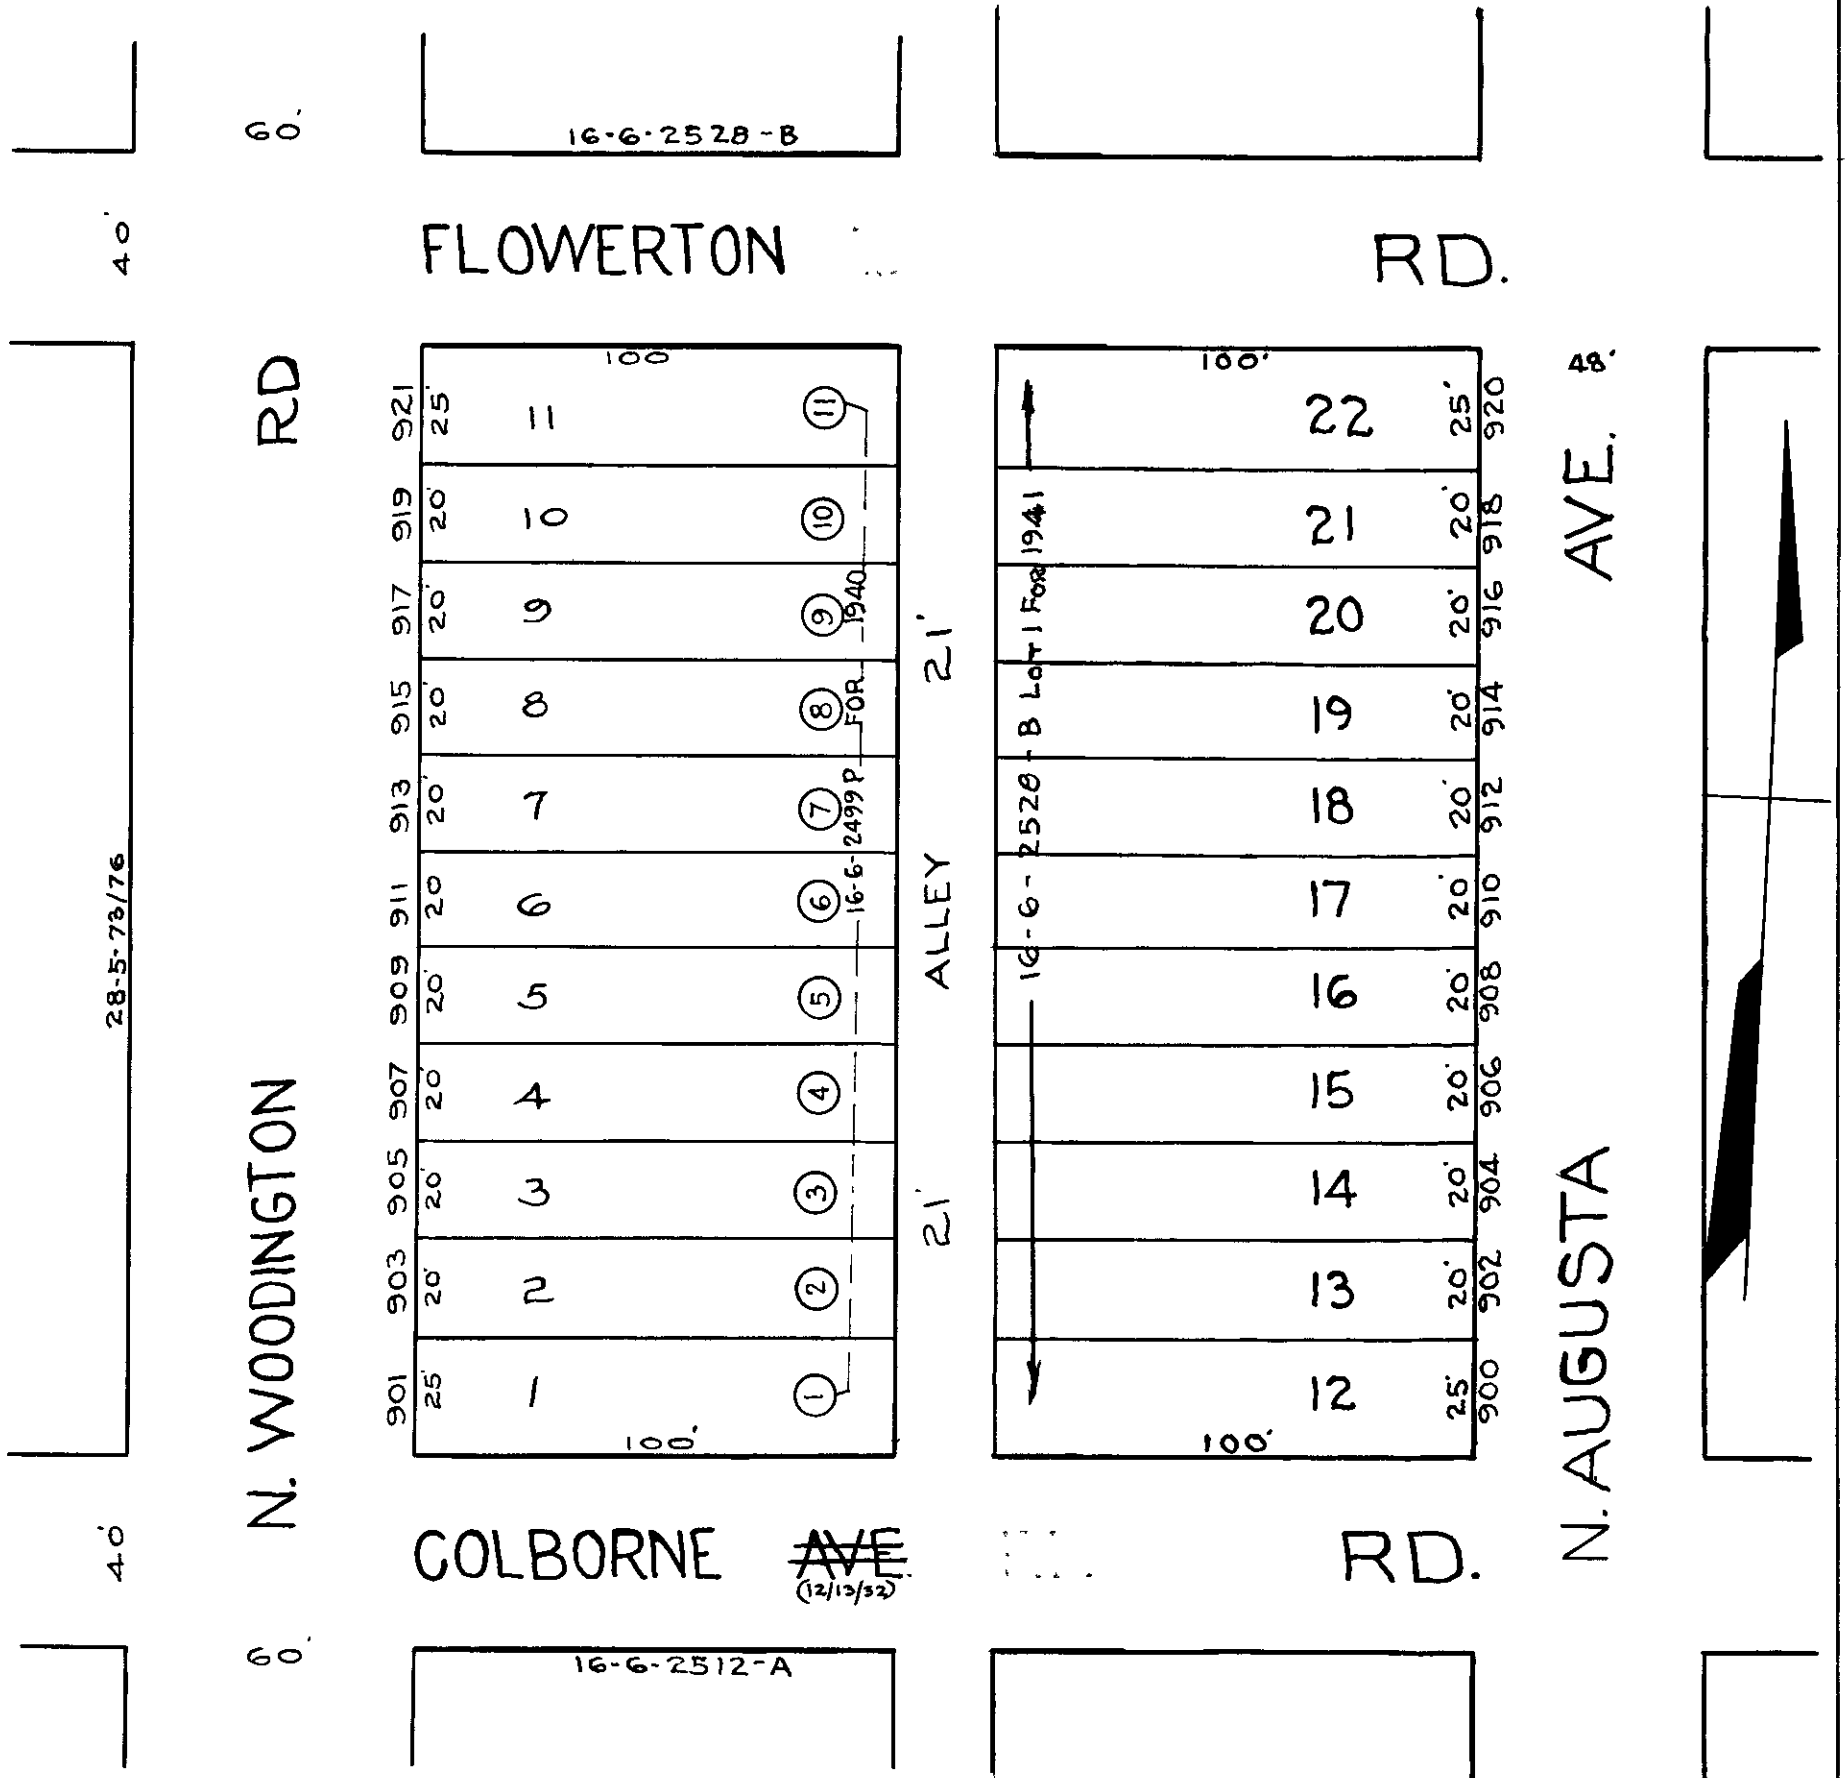 60'
16-6-2528-B
40'
FLOWERTON RD.
RD
100
100'
48'
921 25' 11 11
22 25' 920
919 20' 10 10
21 20' 918
917 20' 9 9
20 20' 916
915 20' 8 8
19 20' 914
913 20' 7 7
18 20' 912
911 20 6 6
17 20' 910
909 20' 5 5
16 20' 908
907 20 4 4
15 20' 906
905 20' 3 3
14 20' 904
903 20' 2 2
13 20' 902
901 25' 1 1
12 25' 900
100'
100'
16-6-2499P FOR 1940
21'
ALLEY
21'
16-6-2528-B LOT 1 FOR 1941
AVE.
N. AUGUSTA
28-5-73/76
N. WOODINGTON
40'
COLBORNE AVE. RD.
(12/13/32)
60'
16-6-2512-A